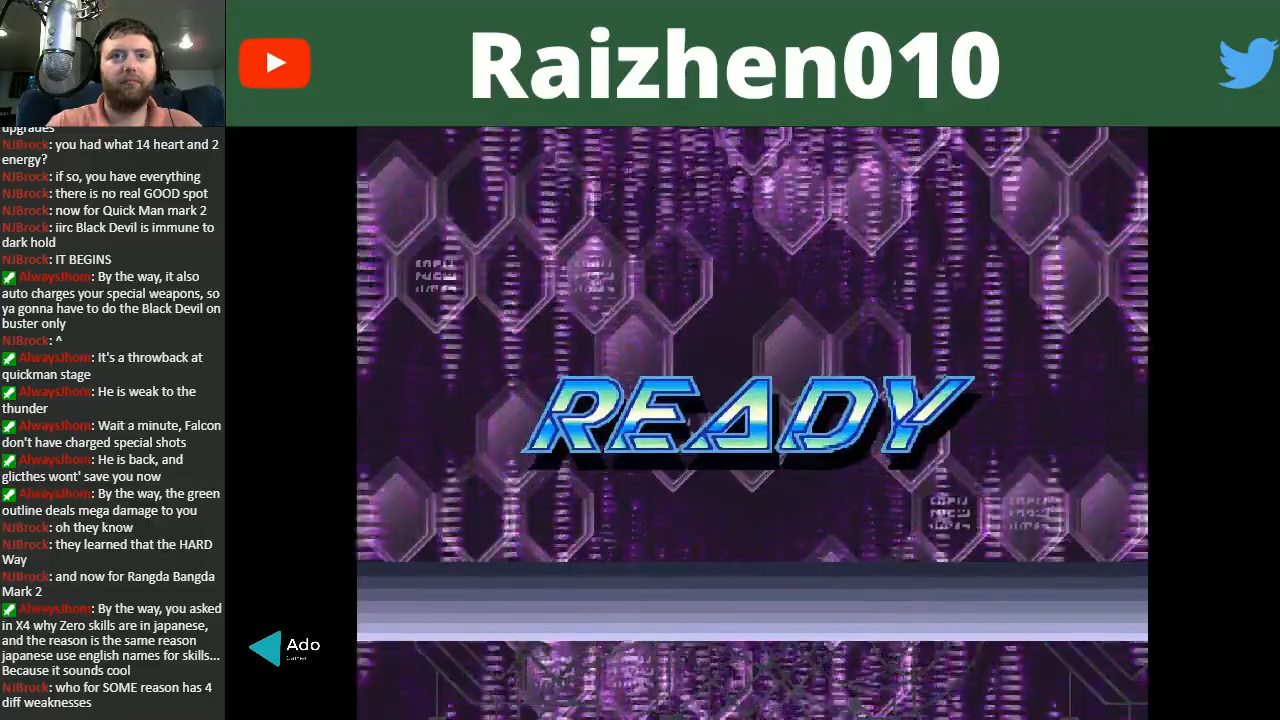 Raizhen010
upgrades
NJBrock: you had what 14 heart and 2
energy?
NJBrock: if so, you have everything
NJBrock: there is no real GOOD spot
NJBrock: now for Quick Man mark 2
NJBrock: iirc Black Devil is immune to
dark hold
NJBrock: IT BEGINS
AlwaysJhom: By the way, it also
auto charges your special weapons, so
ya gonna have to do the Black Devil on
buster only
NJBrock: ^
AlwaysJhom: It's a throwback at
quickman stage
AlwaysJhom: He is weak to the
thunder
AlwaysJhom: Wait a minute, Falcon
don't have charged special shots
AlwaysJhom: He is back, and
glicthes wont' save you now
AlwaysJhom: By the way, the green
outline deals mega damage to you
NJBrock: oh they know
NJBrock: they learned that the HARD
Way
NJBrock: and now for Rangda Bangda
Mark 2
AlwaysJhom: By the way, you asked
in X4 why Zero skills are in japanese,
and the reason is the same reason
japanese use english names for skills...
Because it sounds cool
NJBrock: who for SOME reason has 4
diff weaknesses
READY
Ado